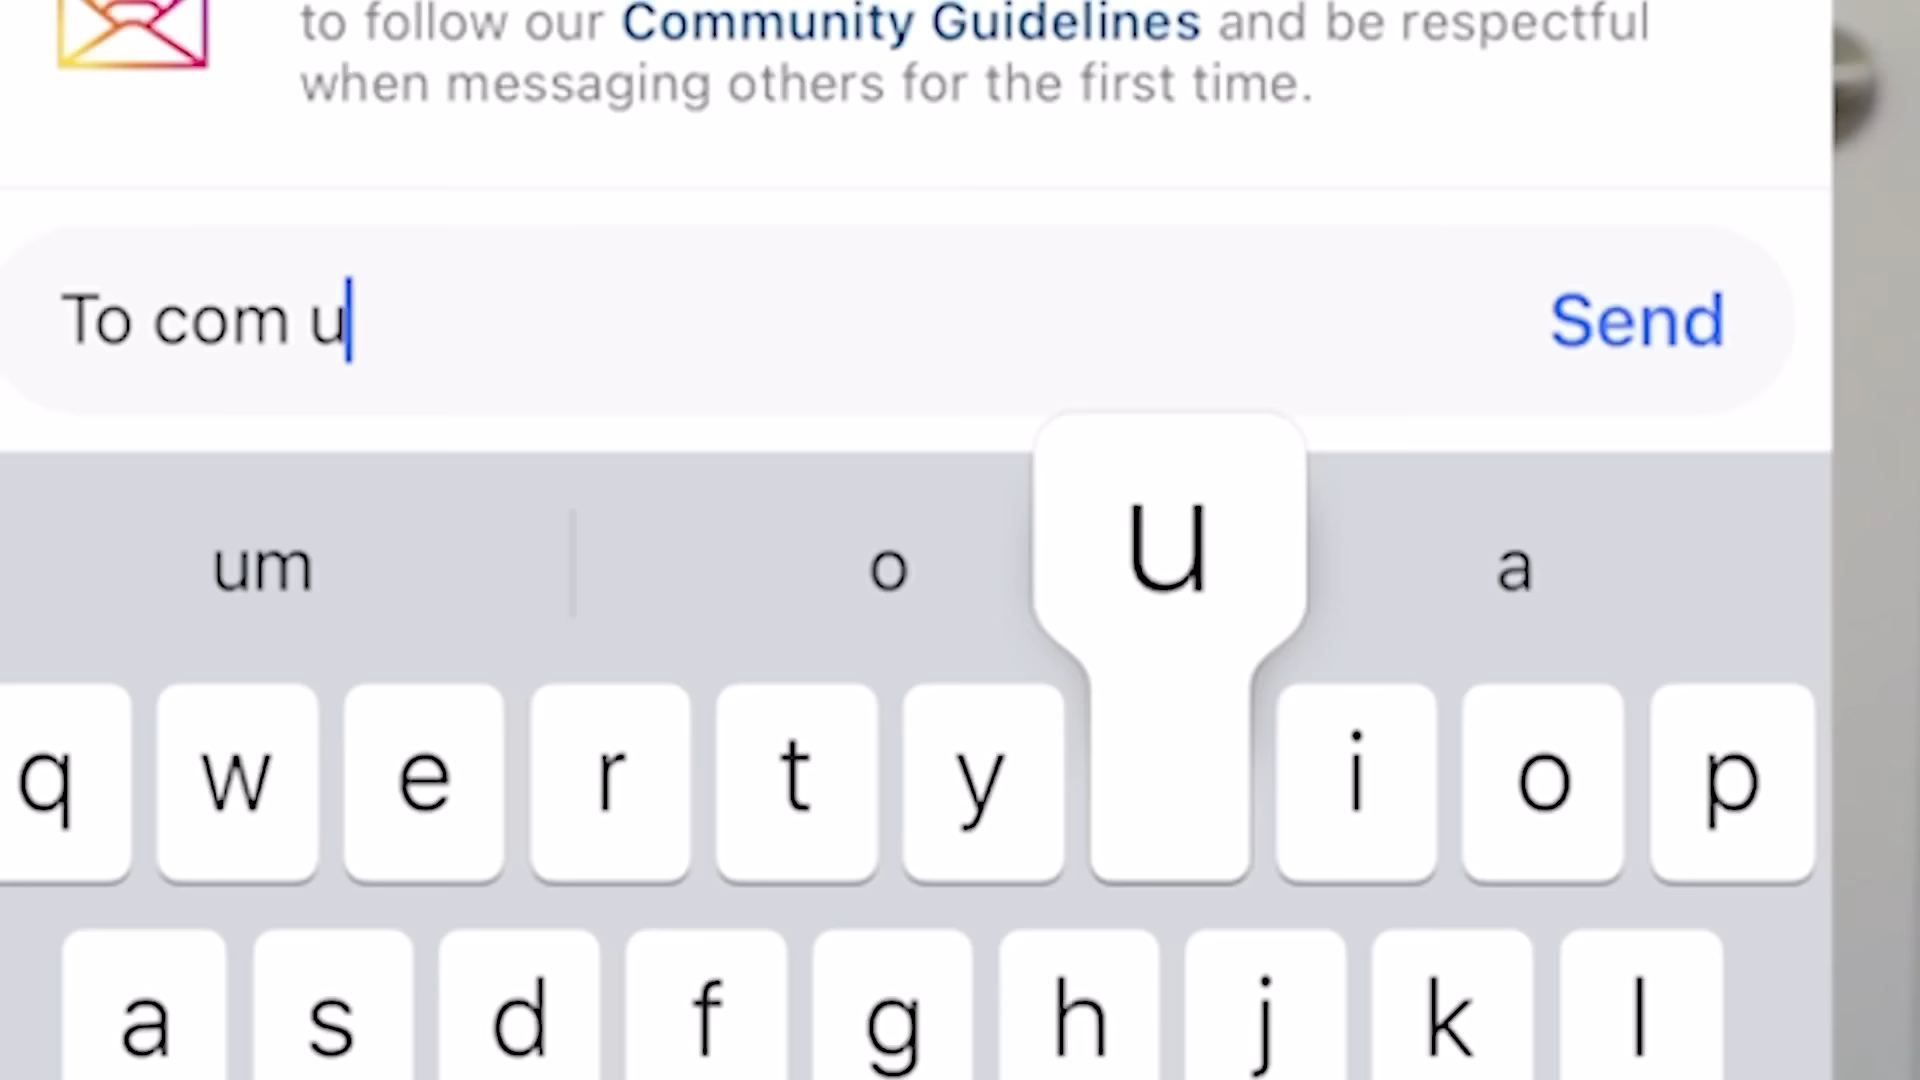 to follow our Community Guidelines and be respectful
when messaging others for the first time.
To com u
Send
um
o
u
a
q w e r t y i o p
a s d f g h j k l